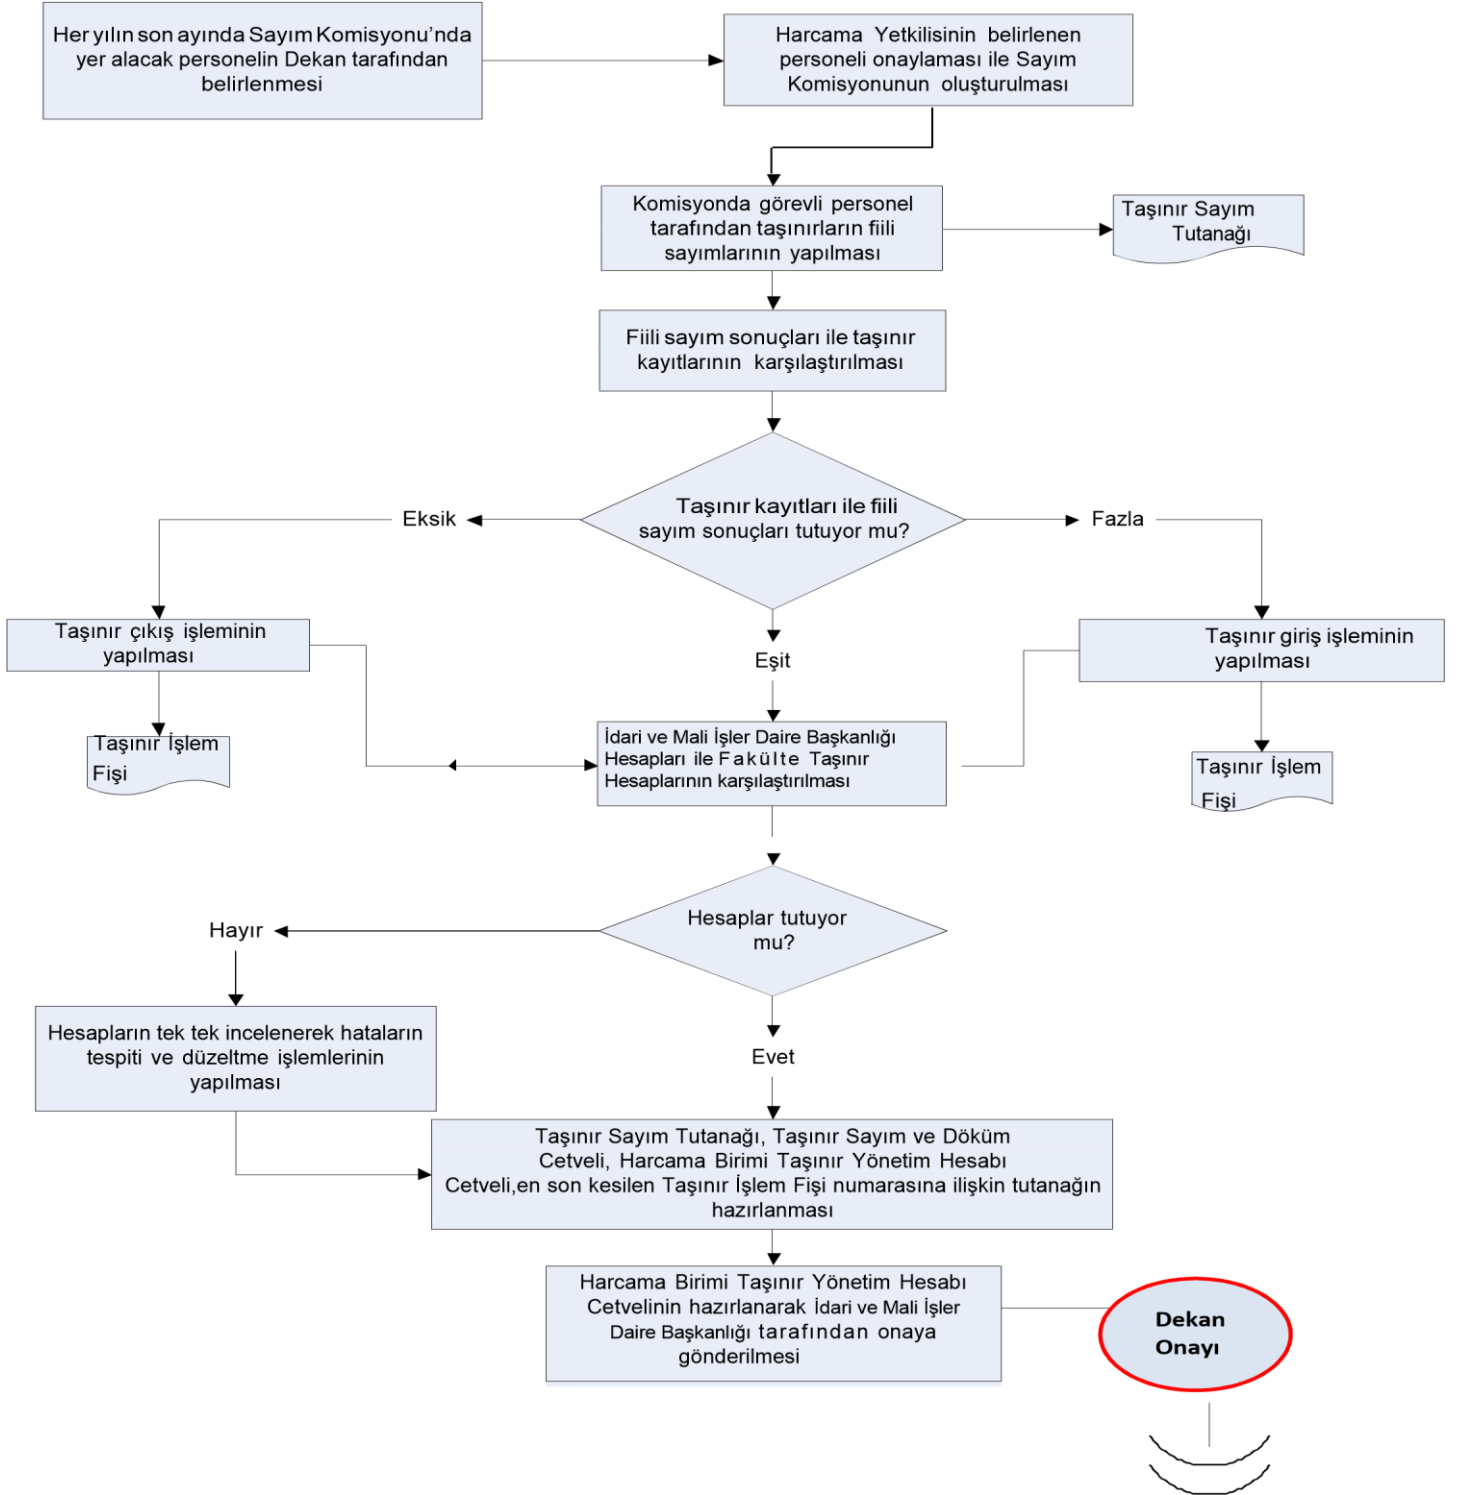 Her yılın son ayında Sayım Komisyonu’nda
yer alacak personelin Dekan tarafından
belirlenmesi
Harcama Yetkilisinin belirlenen
personeli onaylaması ile Sayım
Komisyonunun oluşturulması
Komisyonda görevli personel
tarafından taşınırların fiili
sayımlarının yapılması
Taşınır Sayım
Tutanağı
Fiili sayım sonuçları ile taşınır
kayıtlarının karşılaştırılması
Taşınır kayıtları ile fiili
sayım sonuçları tutuyor mu?
Eksik
Fazla
Taşınır çıkış işleminin
yapılması
Eşit
Taşınır giriş işleminin
yapılması
Taşınır İşlem
Fişi
İdari ve Mali İşler Daire Başkanlığı
Hesapları ile Fakülte Taşınır
Hesaplarının karşılaştırılması
Taşınır İşlem
Fişi
Hesaplar tutuyor
mu?
Hayır
Hesapların tek tek incelenerek hataların
tespiti ve düzeltme işlemlerinin
yapılması
Evet
Taşınır Sayım Tutanağı, Taşınır Sayım ve Döküm
Cetveli, Harcama Birimi Taşınır Yönetim Hesabı
Cetveli,en son kesilen Taşınır İşlem Fişi numarasına ilişkin tutanağın
hazırlanması
Harcama Birimi Taşınır Yönetim Hesabı
Cetvelinin hazırlanarak İdari ve Mali İşler
Daire Başkanlığı tarafından onaya
gönderilmesi
Dekan
Onayı